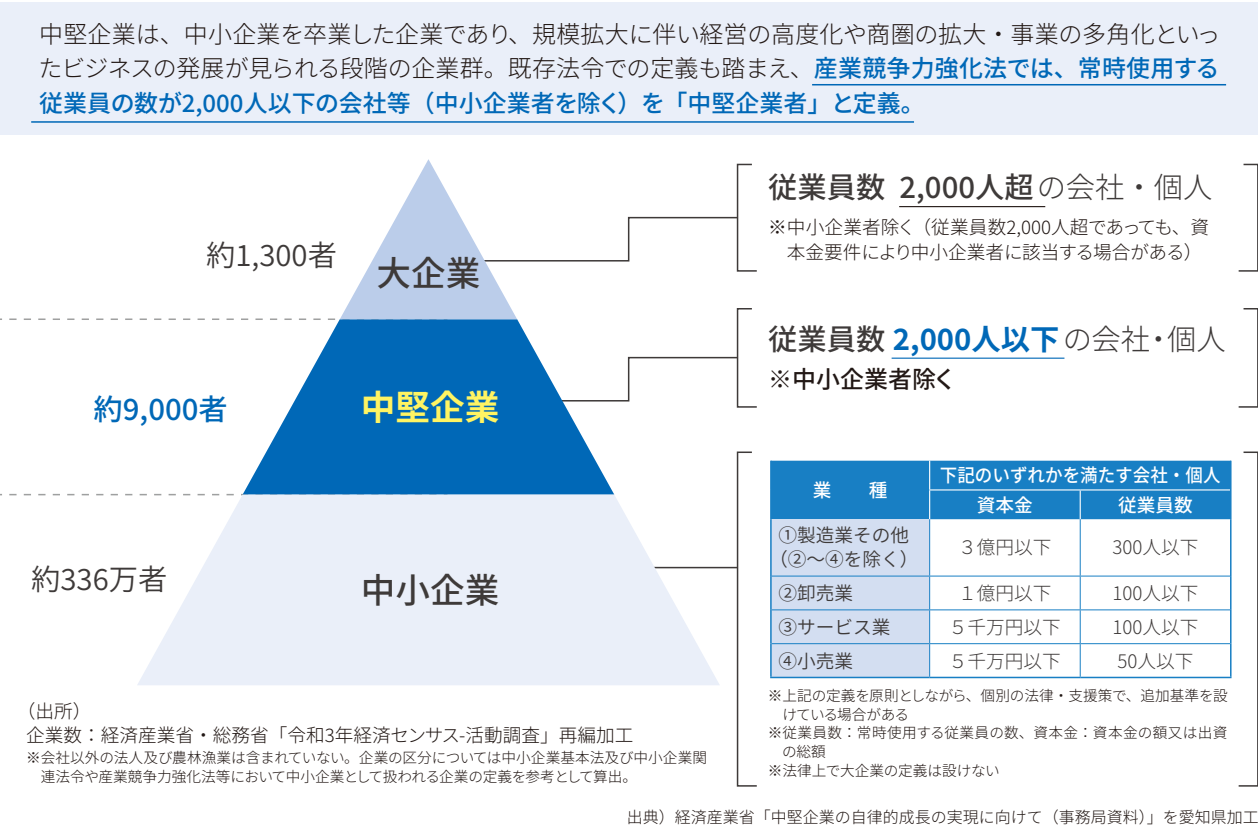 中堅企業は、中小企業を卒業した企業であり、規模拡大に伴い経営の高度化や商圏の拡大・事業の多角化といっ
たビジネスの発展が見られる段階の企業群。既存法令での定義も踏まえ、産業競争力強化法では、常時使用する
従業員の数が2,000人以下の会社等（中小企業者を除く）を「中堅企業者」と定義。
約1,300者
大企業
従業員数 2,000人超の会社・個人
※中小企業者除く（従業員数2,000人超であっても、資
本金要件により中小企業者に該当する場合がある）
約9,000者
中堅企業
従業員数 2,000人以下の会社・個人
※中小企業者除く
約336万者
中小企業
業　種
下記のいずれかを満たす会社・個人
資本金
従業員数
①製造業その他
（②～④を除く）
３億円以下
300人以下
②卸売業
１億円以下
100人以下
③サービス業
５千万円以下
100人以下
④小売業
５千万円以下
50人以下
※上記の定義を原則としながら、個別の法律・支援策で、追加基準を設
けている場合がある
※従業員数：常時使用する従業員の数、資本金：資本金の額又は出資
の総額
※法律上で大企業の定義は設けない
（出所）
企業数：経済産業省・総務省「令和3年経済センサス‐活動調査」再編加工
※会社以外の法人及び農林漁業は含まれていない。企業の区分については中小企業基本法及び中小企業関
連法令や産業競争力強化法等において中小企業として扱われる企業の定義を参考として算出。
出典）経済産業省「中堅企業の自律的成長の実現に向けて（事務局資料）」を愛知県加工